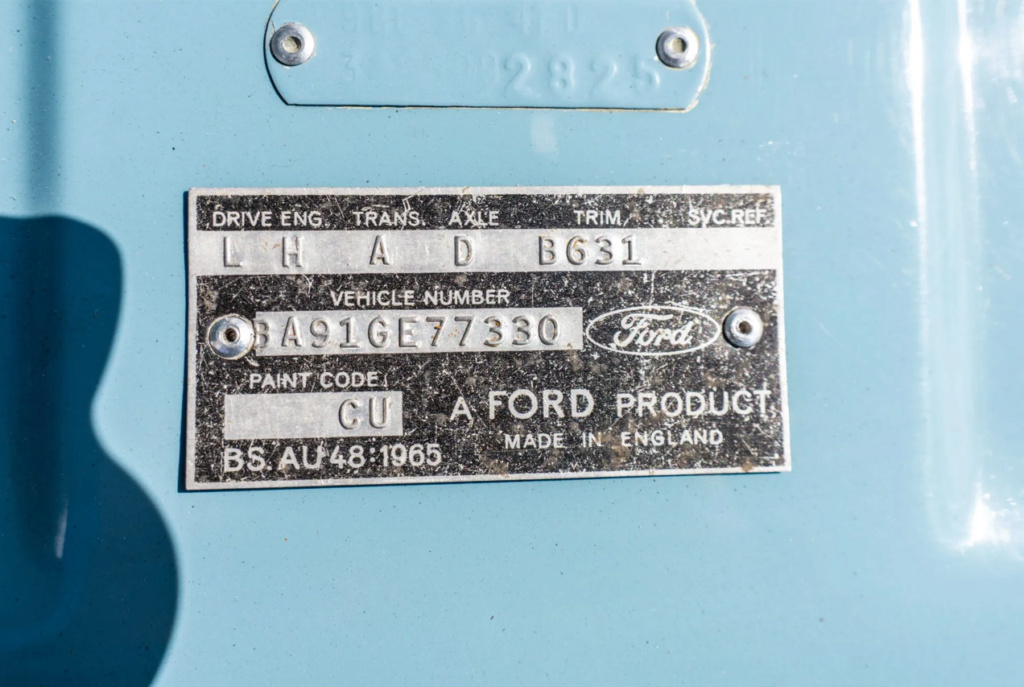 2825
DRIVE ENG. TRANS. AXLE TRIM. SVC.REF.
L H A D B631
VEHICLE NUMBER
BA91GE77330
Ford
PAINT CODE
CU
A FORD PRODUCT
MADE IN ENGLAND
BS. AU 48:1965